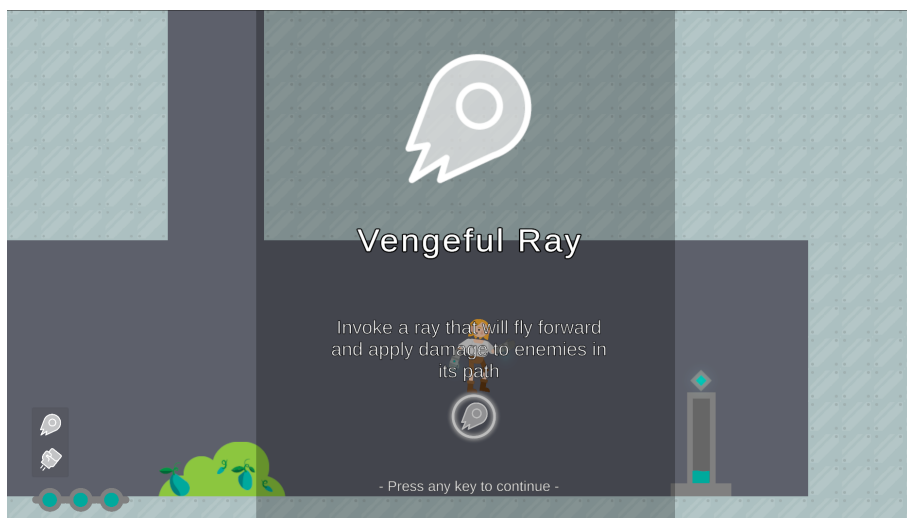 Vengeful Ray
Invoke a ray that will fly forward
and apply damage to enemies in
its path
- Press any key to continue -